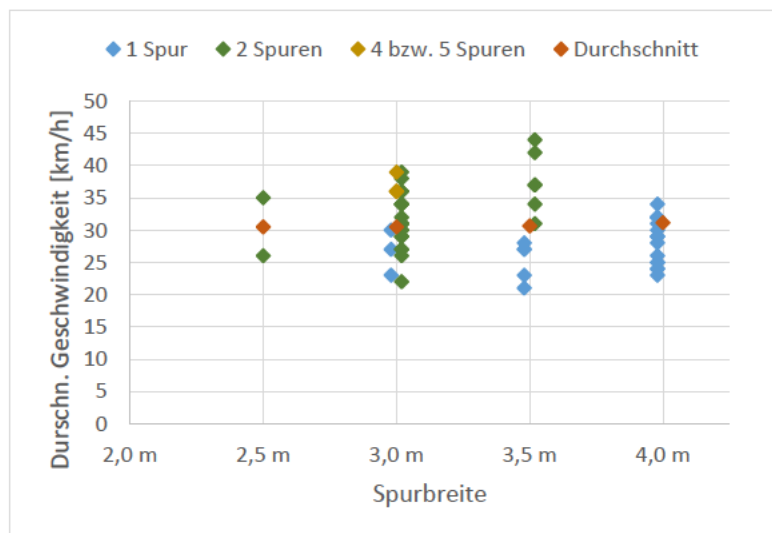 1 Spur 2 Spuren 4 bzw. 5 Spuren Durchschnitt
Durschn. Geschwindigkeit [km/h]
50
45
40
35
30
25
20
15
10
5
0
2,0 m 2,5 m 3,0 m 3,5 m 4,0 m
Spurbreite